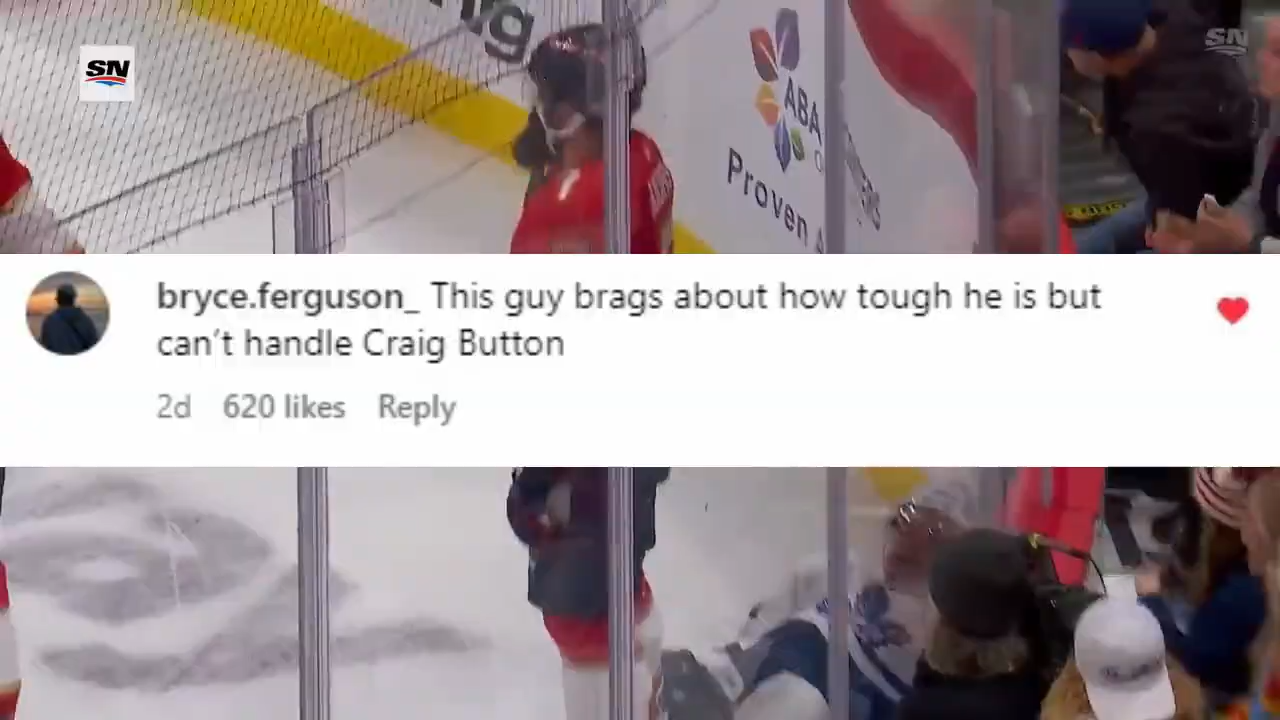 SN
SN
ABA
Proven
bryce.ferguson_ This guy brags about how tough he is but
can’t handle Craig Button
2d 620 likes Reply